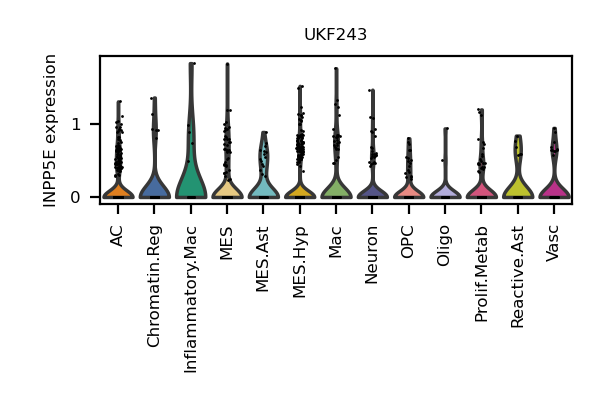 UKF243
INPP5E expression
1
0
AC
Chromatin.Reg
Inflammatory.Mac
MES
MES.Ast
MES.Hyp
Mac
Neuron
OPC
Oligo
Prolif.Metab
Reactive.Ast
Vasc